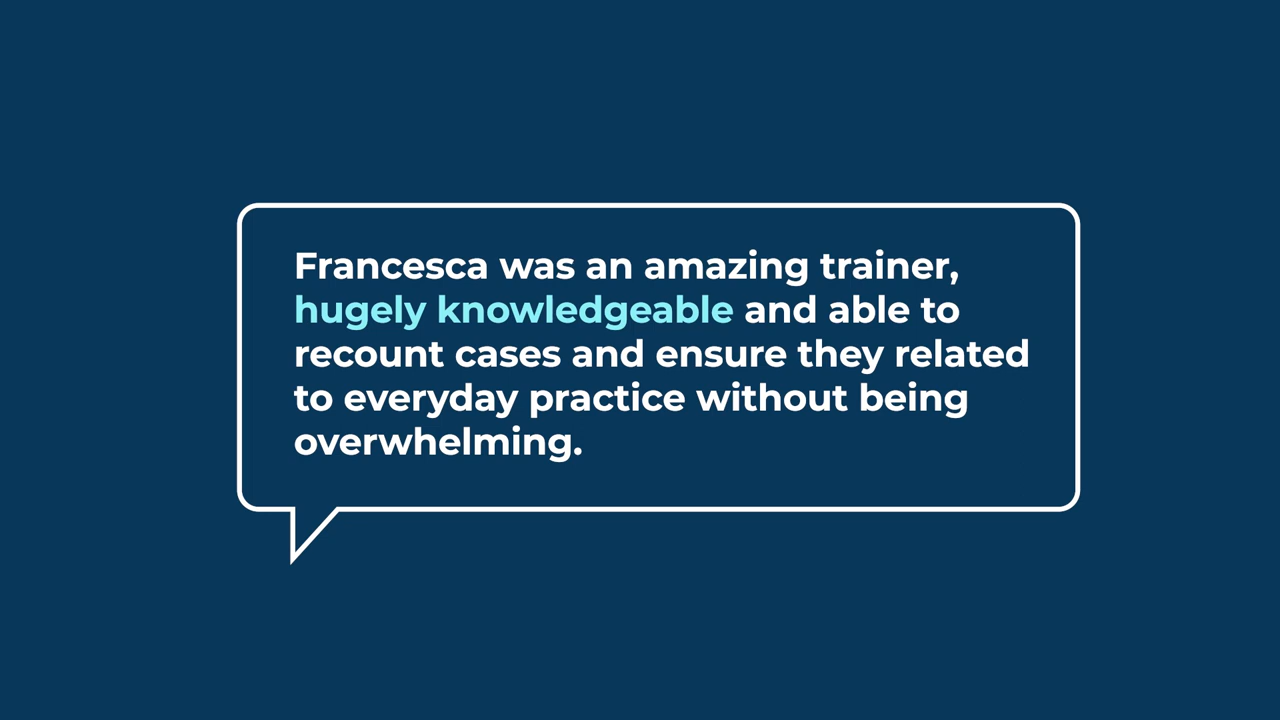 Francesca was an amazing trainer,
hugely knowledgeable and able to
recount cases and ensure they related
to everyday practice without being
overwhelming.